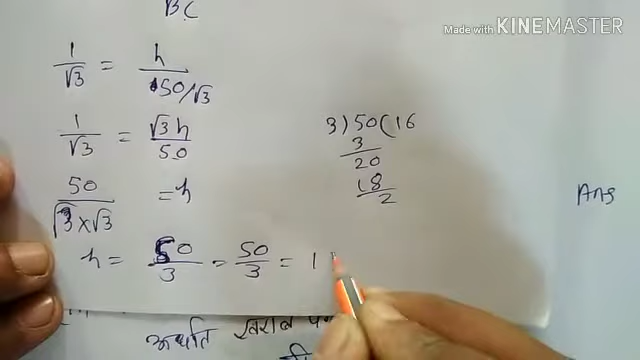 Made with KINEMASTER
BC
1/√3 = h/50/√3
1/√3 = √3 h/50
50/√3×√3 = h
h = 50/3 = 50/3 = 1
3 ) 50 ( 16
3
20
18
2
Ans
अर्थात